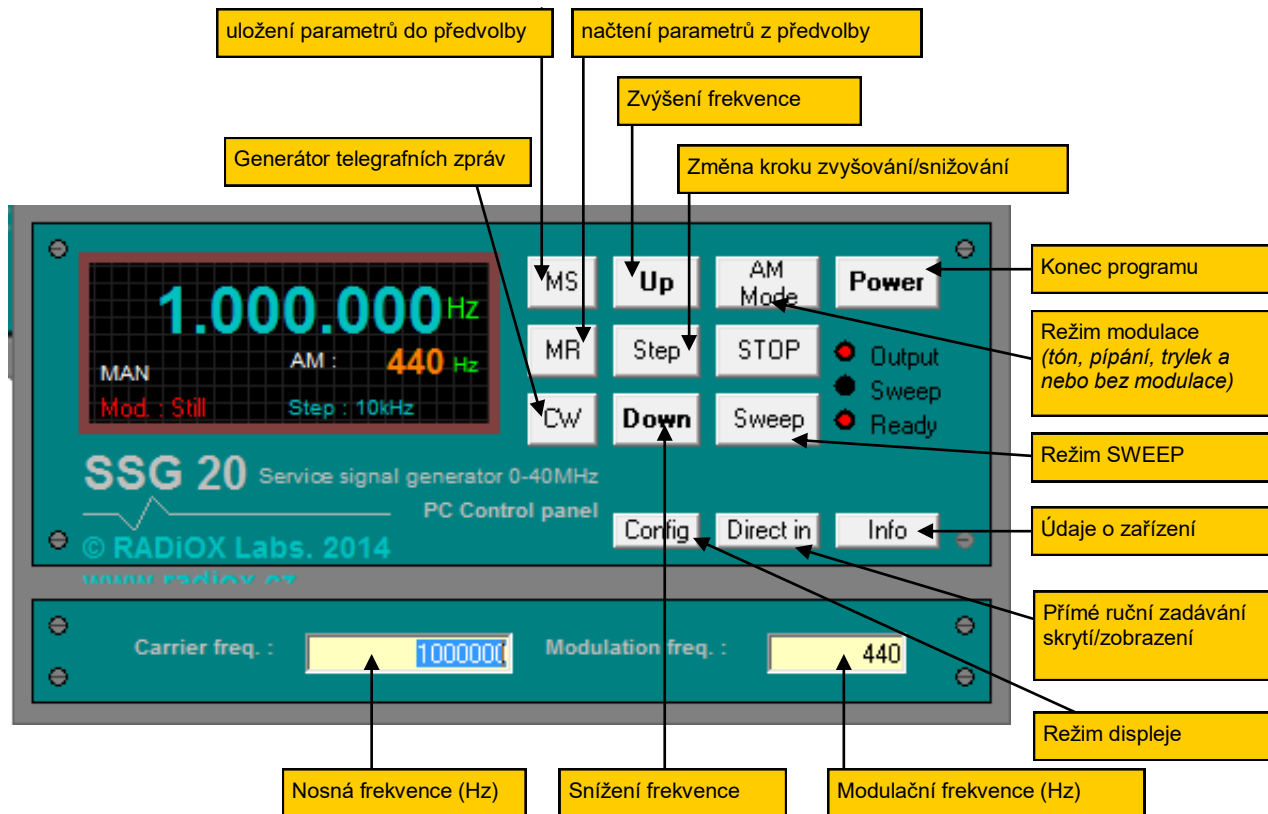 uložení parametrů do předvolby
načtení parametrů z předvolby
Zvýšení frekvence
Generátor telegrafních zpráv
Změna kroku zvyšování/snižování
1.000.000 Hz
MAN
AM : 440 Hz
Mod. : Still
Step : 10kHz
MS
Up
AM
Mode
Power
MR
Step
STOP
Output
Sweep
Ready
CW
Down
Sweep
SSG 20 Service signal generator 0-40MHz
PC Control panel
© RADiOX Labs. 2014
www.radiox.cz
Config
Direct in
Info
Konec programu
Režim modulace
(tón, pípání, trylek a
nebo bez modulace)
Režim SWEEP
Údaje o zařízení
Přímé ruční zadávání
skrytí/zobrazení
Režim displeje
Carrier freq. : 1000000
Modulation freq. : 440
Nosná frekvence (Hz)
Snížení frekvence
Modulační frekvence (Hz)